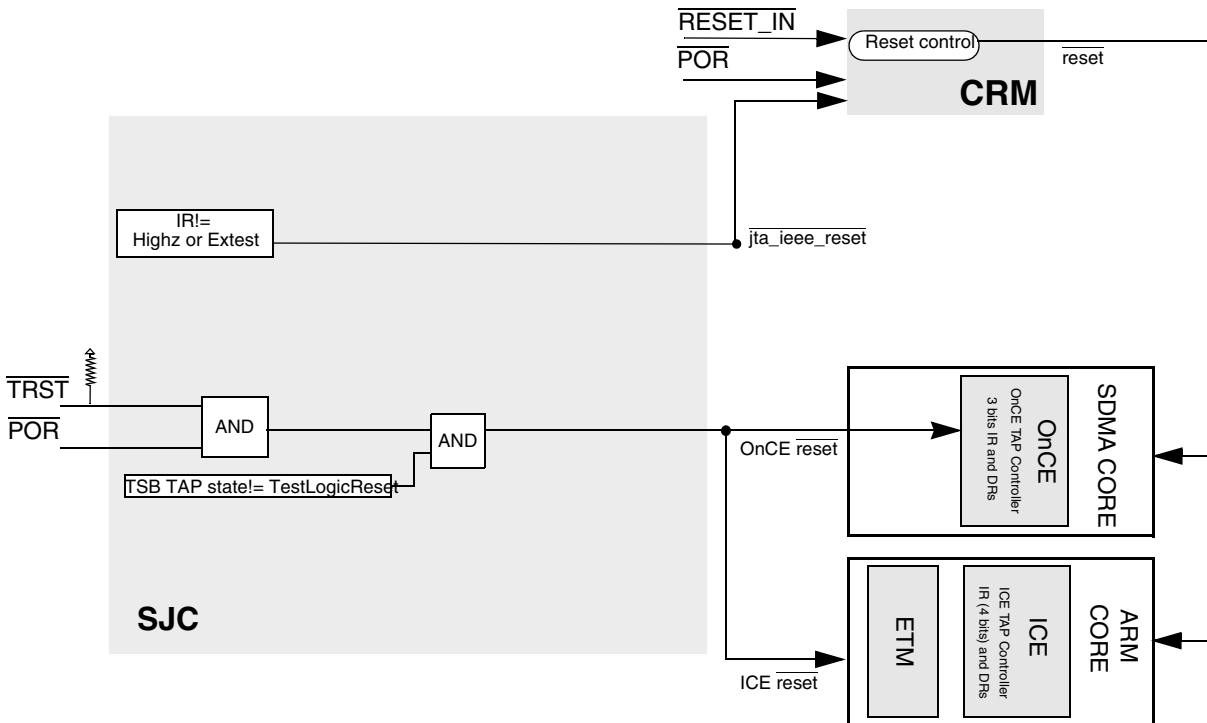 RESET_IN
POR
Reset control
CRM
reset
IR!=
Highz or Extest
jta_ieee_reset
TRST
POR
AND
AND
TSB TAP state!= TestLogicReset
SJC
OnCE reset
ICE reset
SDMA CORE
OnCE
OnCE TAP Controller
3 bits IR and DRs
ARM
CORE
ICE
ICE TAP Controller
IR (4 bits) and DRs
ETM